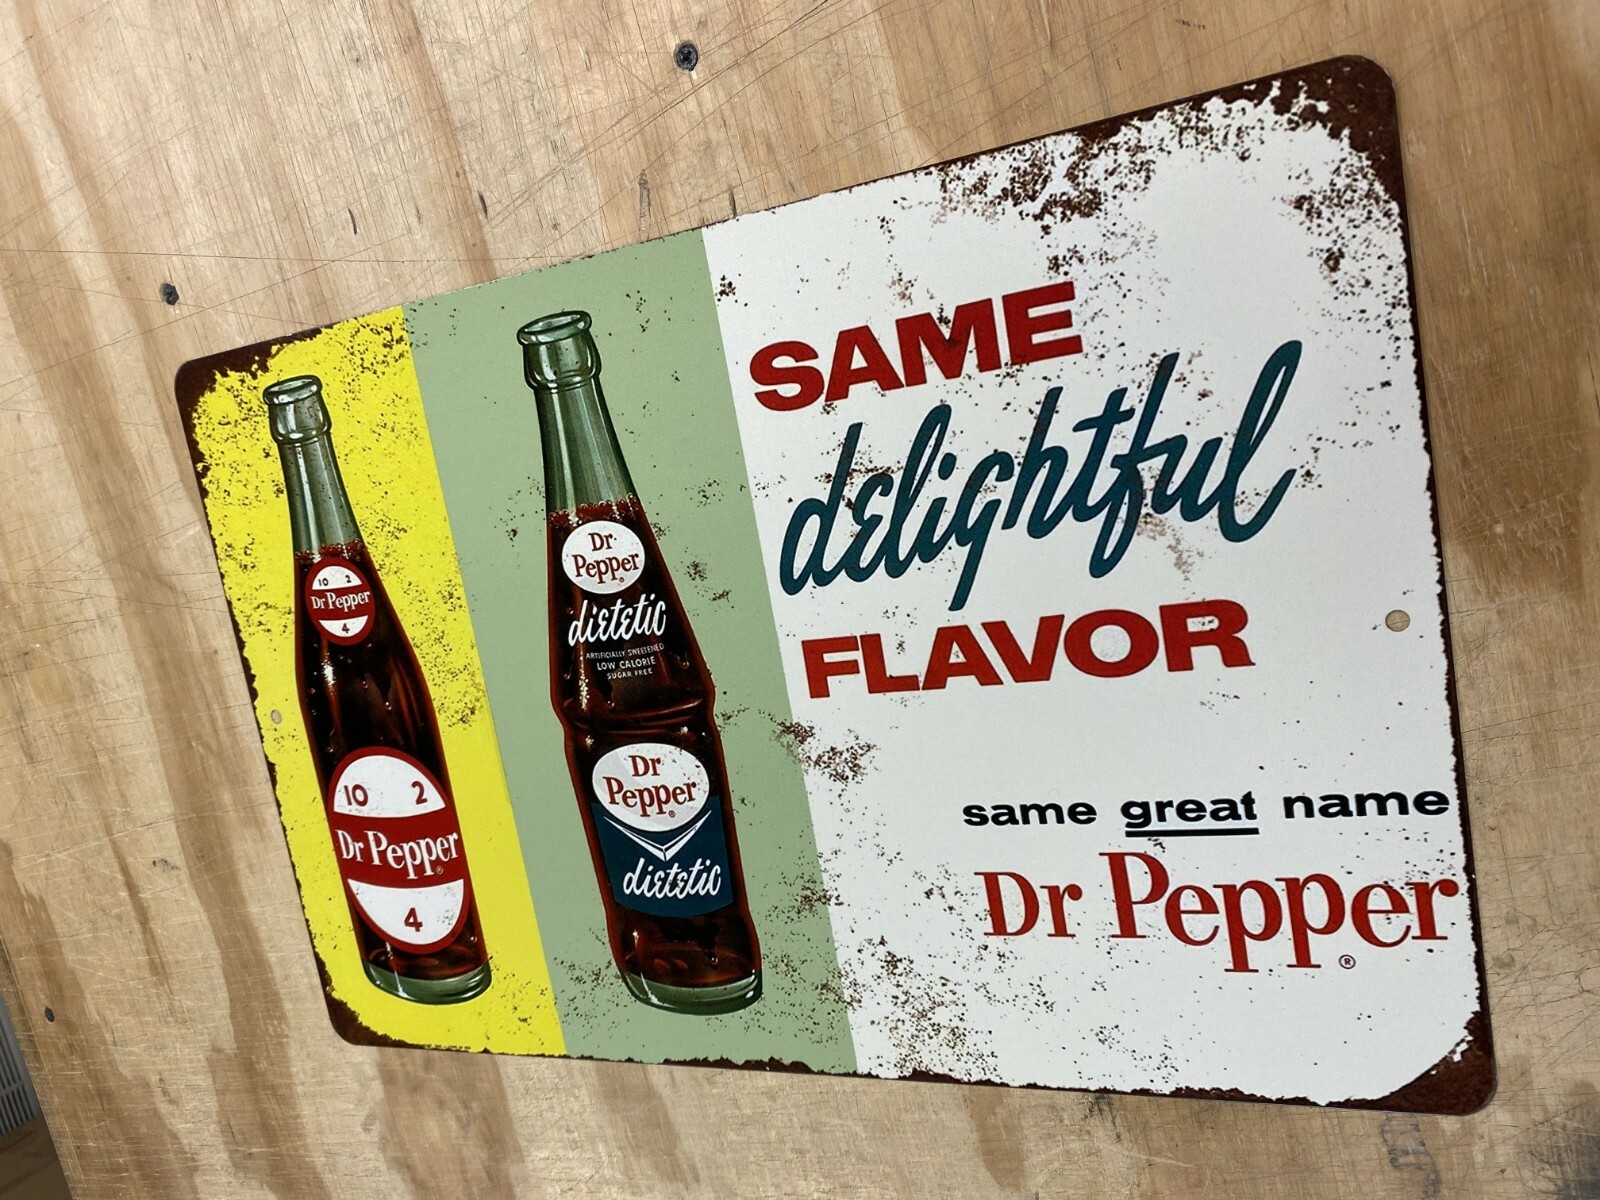 10 2
Dr Pepper
4
10 2
Dr Pepper®
4
Dr
Pepper®
dietetic
ARTIFICIALLY SWEETENED
LOW CALORIE
SUGAR FREE
Dr
Pepper®
dietetic
SAME
delightful
FLAVOR
same great name
Dr Pepper
®